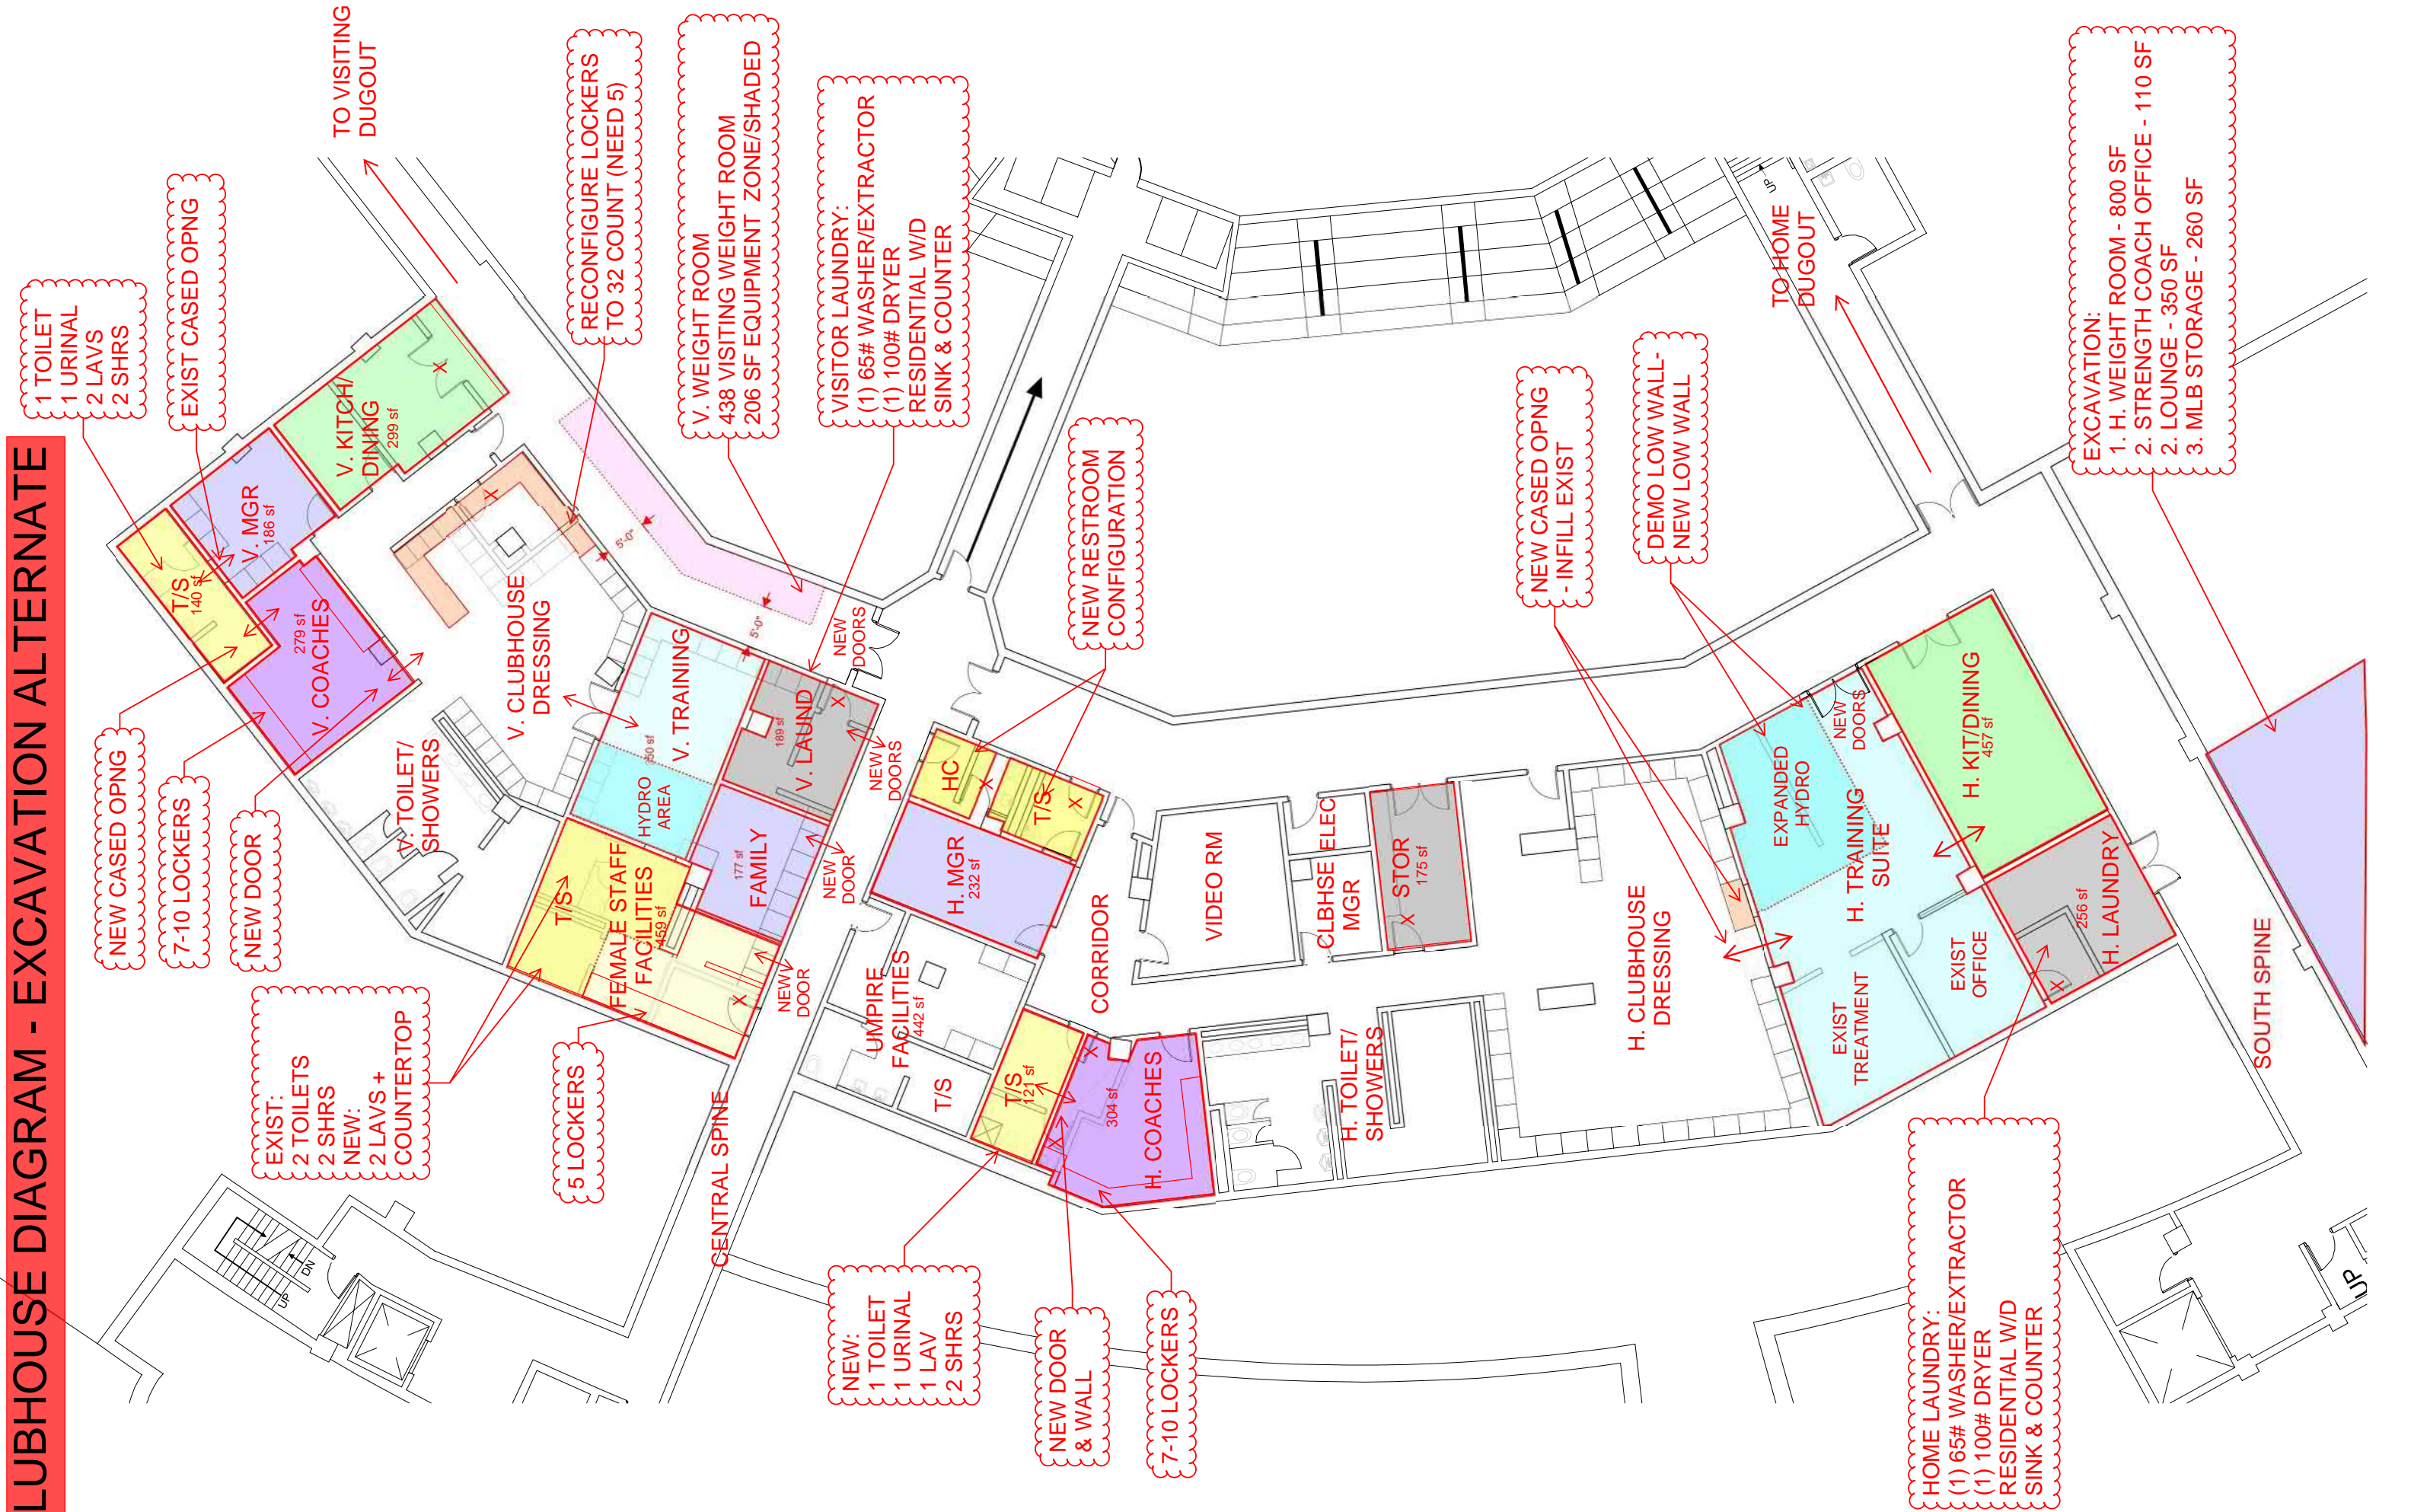 LUBHOUSE DIAGRAM - EXCAVATION ALTERNATE
1 TOILET
1 URINAL
2 LAVS
2 SHRS
EXIST CASED OPNG
TO VISITING
DUGOUT
RECONFIGURE LOCKERS
TO 32 COUNT (NEED 5)
V. WEIGHT ROOM
438 VISITING WEIGHT ROOM
206 SF EQUIPMENT ZONE/SHADED
VISITOR LAUNDRY:
(1) 65# WASHER/EXTRACTOR
(1) 100# DRYER
RESIDENTIAL W/D
SINK & COUNTER
NEW RESTROOM
CONFIGURATION
NEW CASED OPNG
- INFILL EXIST
DEMO LOW WALL-
NEW LOW WALL
TO HOME
DUGOUT
UP
EXCAVATION:
1. H. WEIGHT ROOM - 800 SF
2. STRENGTH COACH OFFICE - 110 SF
2. LOUNGE - 350 SF
3. MLB STORAGE - 260 SF
NEW CASED OPNG
7-10 LOCKERS
NEW DOOR
T/S
140 sf
V. MGR
186 sf
V. KITCH/
DINING
299 sf
X
279 sf
V. COACHES
V. TOILET/
SHOWERS
V. CLUBHOUSE
DRESSING
X
5'-0"
5'-0"
V. TRAINING
HYDRO
AREA
189 sf
V. LAUND
X
NEW
DOORS
NEW
DOORS
T/S
FEMALE STAFF
FACILITIES
459 sf
177 sf
FAMILY
NEW
DOOR
X
NEW
DOOR
EXIST:
2 TOILETS
2 SHRS
NEW:
2 LAVS +
COUNTERTOP
5 LOCKERS
CENTRAL SPINE
UP
DN
HC
X
T/S
X
X
H. MGR
232 sf
UMPIRE
FACILITIES
442 sf
T/S
CORRIDOR
VIDEO RM
ELEC
CLBHSE
MGR
STOR
175 sf
X
T/S
121 sf
X
X
304 sf
H. COACHES
H. TOILET/
SHOWERS
H. CLUBHOUSE
DRESSING
NEW:
1 TOILET
1 URINAL
1 LAV
2 SHRS
NEW DOOR
& WALL
7-10 LOCKERS
EXPANDED
HYDRO
NEW
DOORS
H. TRAINING
SUITE
EXIST
TREATMENT
EXIST
OFFICE
H. KIT/DINING
457 sf
256 sf
H. LAUNDRY
X
SOUTH SPINE
HOME LAUNDRY:
(1) 65# WASHER/EXTRACTOR
(1) 100# DRYER
RESIDENTIAL W/D
SINK & COUNTER
UP